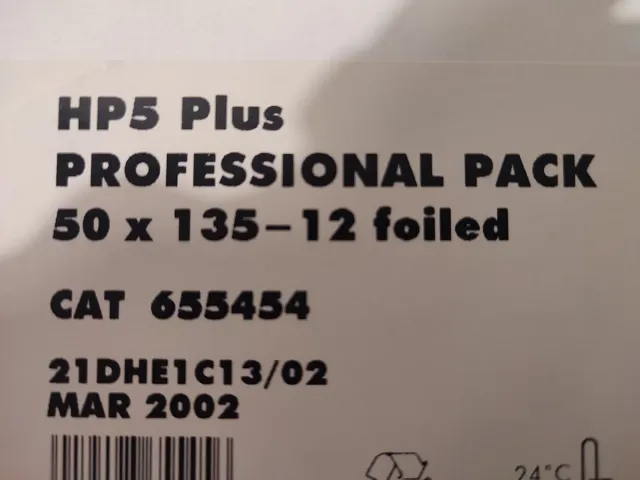 HP5 Plus
PROFESSIONAL PACK
50 x 135-12 foiled
CAT 655454
21DHE1C13/02
MAR 2002
24°C